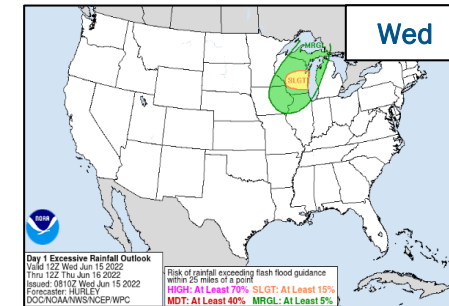 Wed
MRGL
SLGT
NOAA
Day 1 Excessive Rainfall Outlook
Valid 12Z Wed Jun 15 2022
Thru 12Z Thu Jun 16 2022
Issued: 0810Z Wed Jun 15 2022
Forecaster: HURLEY
DOC/NOAA/NWS/NCEP/WPC
Risk of rainfall exceeding flash flood guidance
within 25 miles of a point
HIGH: At Least 70% SLGT: At Least 15%
MDT: At Least 40% MRGL: At Least 5%